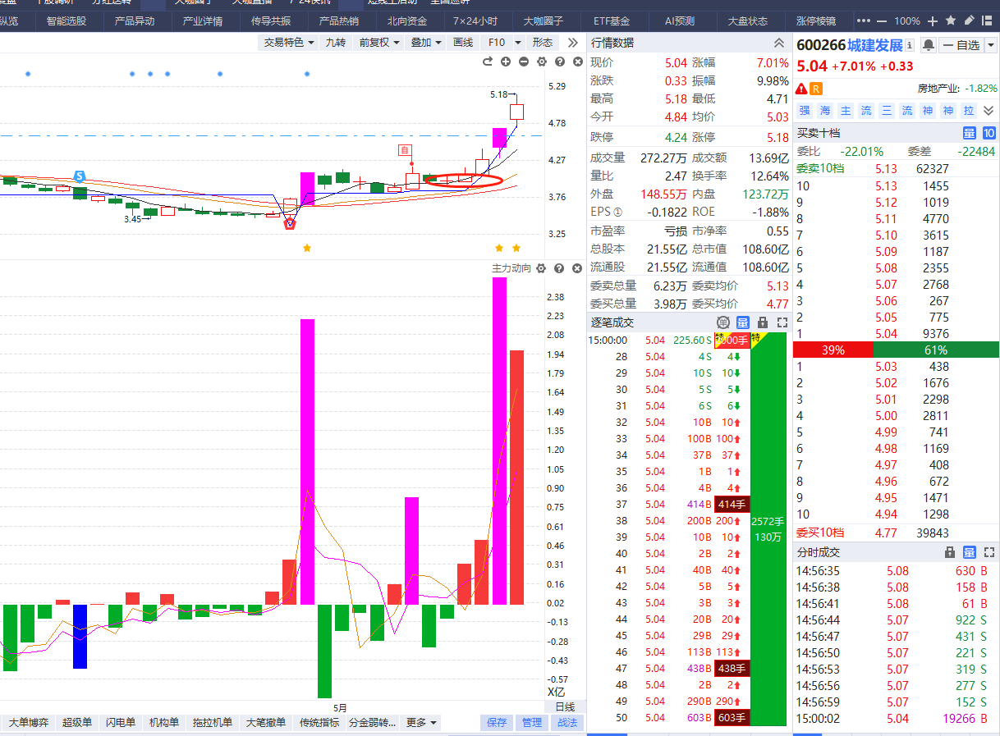 纵览 智能选股 产品异动 产业详情 传导共振 产品热销 北向资金 7×24小时 大咖圈子 ETF基金 AI预测 大盘状态 涨停棱镜 ••• 100%
交易特色 九转 前复权 叠加 画线 F10 形态
5.29
5.18
4.78
4.27
3.76
3.45
3.25
S
自
主力动向
2.38
2.23
2.08
1.94
1.79
1.64
1.49
1.35
1.20
1.05
0.90
0.75
0.61
0.46
0.31
0.16
0.02
-0.13
-0.28
-0.43
-0.57
X亿
5月
日线
大单博弈 超级单 闪电单 机构单 拖拉机单 大笔撤单 传统指标 分金弱转... 更多 保存 管理 战法
行情数据
现价 5.04 涨幅 7.01%
涨跌 0.33 振幅 9.98%
最高 5.18 最低 4.71
今开 4.84 均价 5.03
跌停 4.24 涨停 5.18
成交量 272.27万 成交额 13.69亿
量比 2.47 换手率 12.64%
外盘 148.55万 内盘 123.72万
EPS① -0.1822 ROE -1.88%
市盈率 亏损 市净率 0.55
总股本 21.55亿 总市值 108.60亿
流通股 21.55亿 流通值 108.60亿
委卖总量 6.23万 委卖均价 5.13
委买总量 3.98万 委买均价 4.77
逐笔成交 单 量
15:00:00 5.04 225.60S 特 000手 特
28 5.04 4S 4
29 5.04 10S 10
30 5.04 5S 5
31 5.04 6S 6
32 5.04 10B 10
33 5.04 100B 100
34 5.04 37B 37
35 5.04 1B 1
36 5.04 4B 4
37 5.04 414B 414手
38 5.04 200B 200 2572手
39 5.04 10B 10 130万
40 5.04 2B 2
41 5.04 40B 40
42 5.04 5B 5
43 5.04 3B 3
44 5.04 20B 20
45 5.04 29B 29
46 5.04 113B 113
47 5.04 438B 438手
48 5.04 2B 2
49 5.04 290B 290
50 5.04 603B 603手
600266城建发展 自选
5.04 +7.01% +0.33
R 房地产业: -1.82%
强 海 主 流 三 流 神 神 拉
买卖十档 量 10
委比 -22.01% 委差 -22484
委卖10档 5.13 62327
10 5.13 1455
9 5.12 1019
8 5.11 4770
7 5.10 3615
6 5.09 1187
5 5.08 2355
4 5.07 2768
3 5.06 267
2 5.05 775
1 5.04 9376
39% 61%
1 5.03 438
2 5.02 1676
3 5.01 2298
4 5.00 2811
5 4.99 741
6 4.98 1169
7 4.97 408
8 4.96 672
9 4.95 1471
10 4.94 1298
委买10档 4.77 39843
分时成交 量
14:56:35 5.08 630 B
14:56:38 5.08 158 B
14:56:41 5.08 61 B
14:56:44 5.07 922 S
14:56:47 5.07 431 S
14:56:50 5.07 221 S
14:56:53 5.07 319 S
14:56:56 5.07 277 S
14:56:59 5.07 152 S
15:00:02 5.04 19266 B